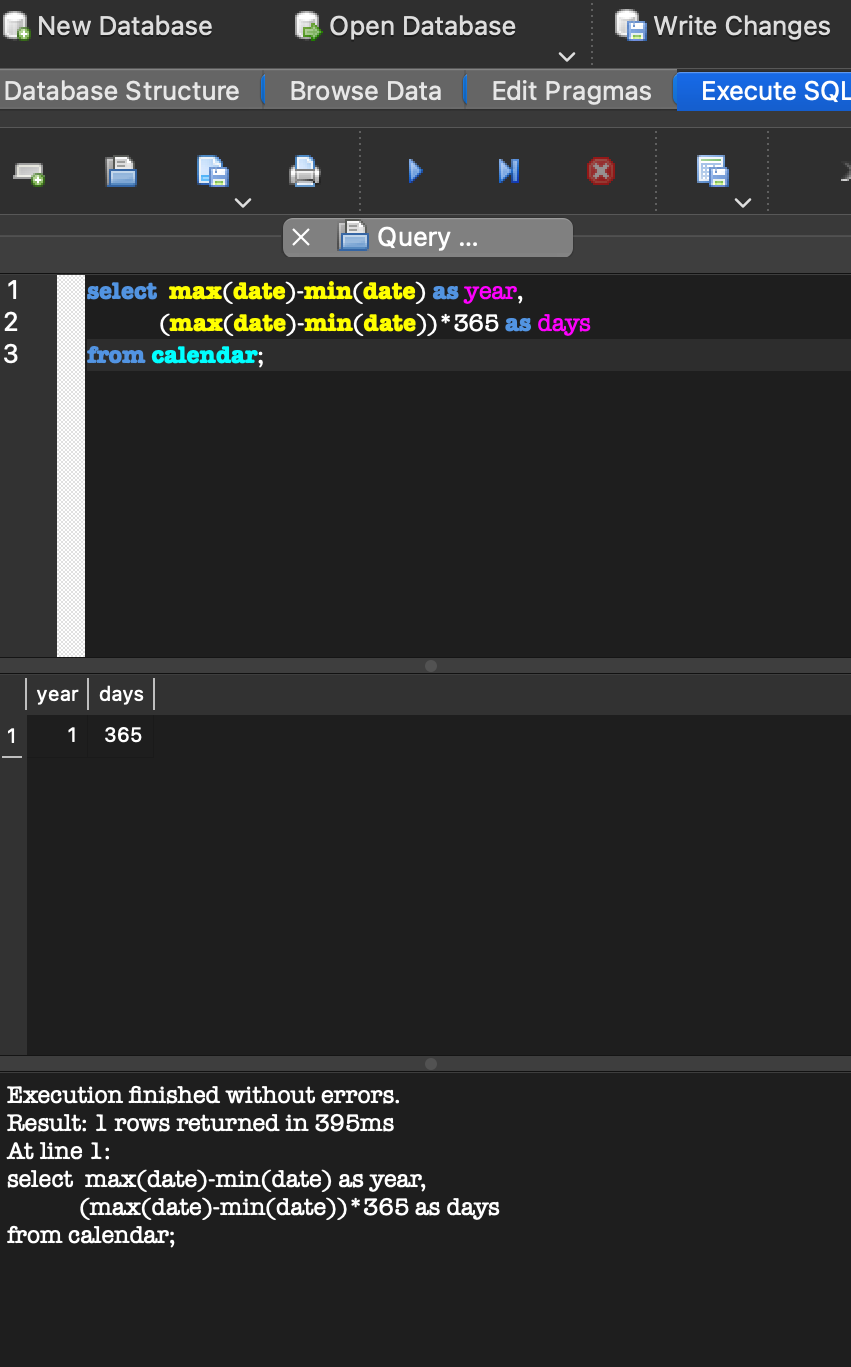 New Database Open Database Write Changes
Database Structure Browse Data Edit Pragmas Execute SQL
Query ...
1 select max(date)-min(date) as year,
2 (max(date)-min(date))*365 as days
3 from calendar;
year days
1 1 365
Execution finished without errors.
Result: 1 rows returned in 395ms
At line 1:
select max(date)-min(date) as year,
(max(date)-min(date))*365 as days
from calendar;